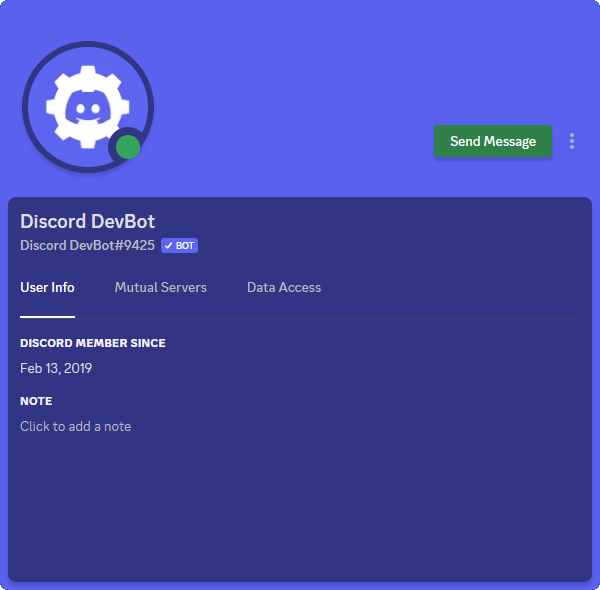 Send Message
Discord DevBot
Discord DevBot#9425 ✓ BOT
User Info Mutual Servers Data Access
DISCORD MEMBER SINCE
Feb 13, 2019
NOTE
Click to add a note